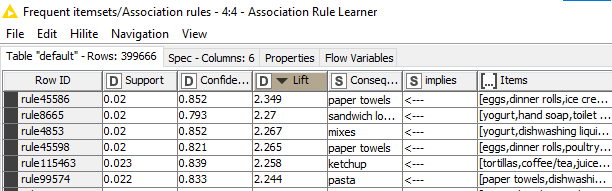 Frequent itemsets/Association rules - 4:4 - Association Rule Learner
File Edit Hilite Navigation View
Table "default" - Rows: 399666 Spec - Columns: 6 Properties Flow Variables
Row ID D Support D Confide... D Lift S Conseq... S implies [...] Items
rule45586 0.02 0.852 2.349 paper towels <--- [eggs,dinner rolls,ice cre...
rule8665 0.02 0.793 2.27 sandwich lo... <--- [yogurt,hand soap,toilet ...
rule4853 0.02 0.852 2.267 mixes <--- [yogurt,dishwashing liqui...
rule45598 0.02 0.821 2.265 paper towels <--- [eggs,dinner rolls,poultry...
rule115463 0.023 0.839 2.258 ketchup <--- [tortillas,coffee/tea,juice...
rule99574 0.022 0.833 2.244 pasta <--- [paper towels,dishwashi...